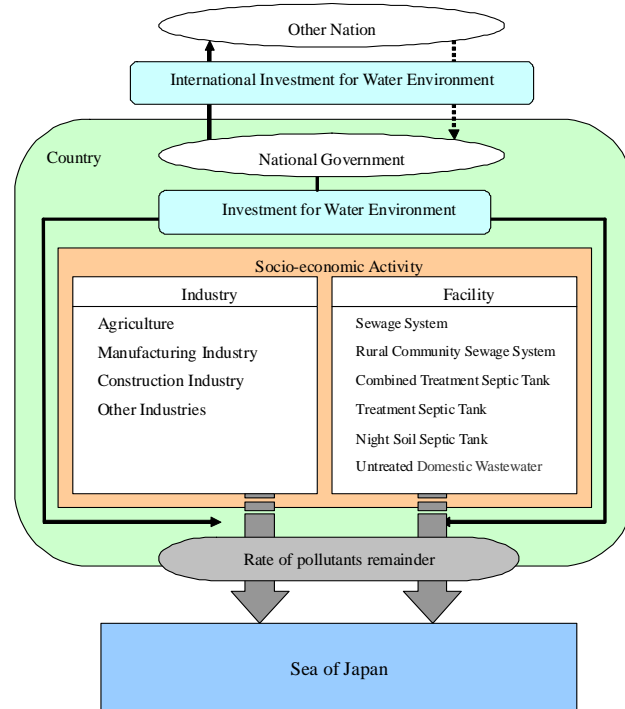 Other Nation
International Investment for Water Environment
Country
National Government
Investment for Water Environment
Socio-economic Activity
Industry
Agriculture
Manufacturing Industry
Construction Industry
Other Industries
Facility
Sewage System
Rural Community Sewage System
Combined Treatment Septic Tank
Treatment Septic Tank
Night Soil Septic Tank
Untreated Domestic Wastewater
Rate of pollutants remainder
Sea of Japan